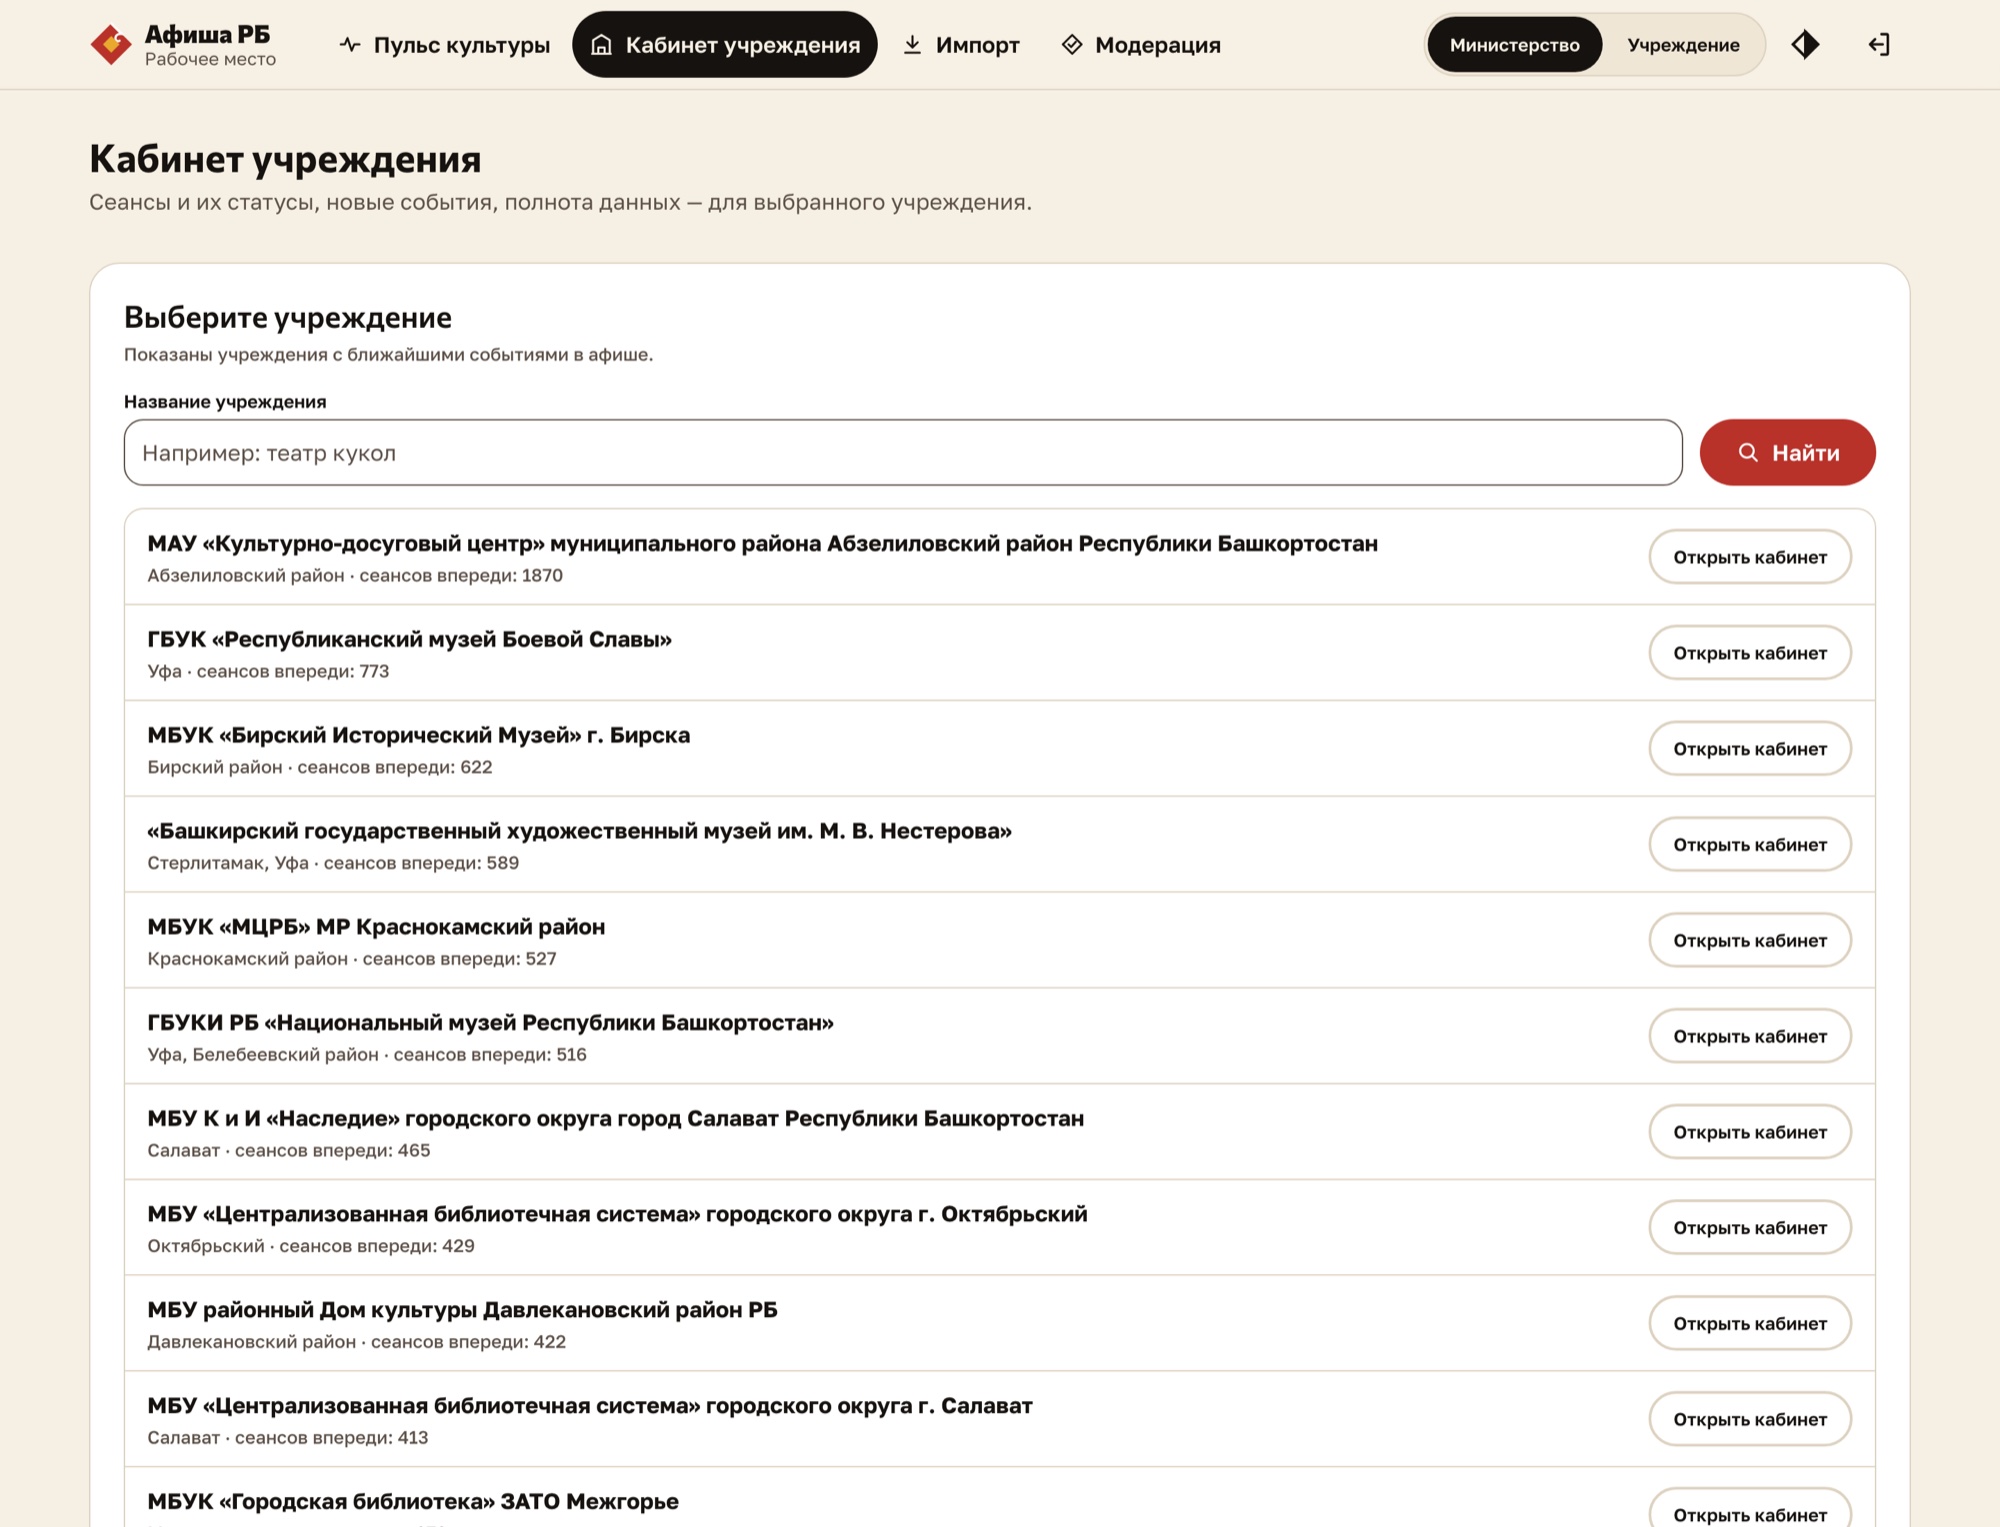 Афиша РБ
Рабочее место
Пульс культуры
Кабинет учреждения
Импорт
Модерация
Министерство
Учреждение
Кабинет учреждения
Сеансы и их статусы, новые события, полнота данных — для выбранного учреждения.
Выберите учреждение
Показаны учреждения с ближайшими событиями в афише.
Название учреждения
Например: театр кукол
Найти
МАУ «Культурно-досуговый центр» муниципального района Абзелиловский район Республики Башкортостан
Абзелиловский район · сеансов впереди: 1870
Открыть кабинет
ГБУК «Республиканский музей Боевой Славы»
Уфа · сеансов впереди: 773
Открыть кабинет
МБУК «Бирский Исторический Музей» г. Бирска
Бирский район · сеансов впереди: 622
Открыть кабинет
«Башкирский государственный художественный музей им. М. В. Нестерова»
Стерлитамак, Уфа · сеансов впереди: 589
Открыть кабинет
МБУК «МЦРБ» МР Краснокамский район
Краснокамский район · сеансов впереди: 527
Открыть кабинет
ГБУКИ РБ «Национальный музей Республики Башкортостан»
Уфа, Белебеевский район · сеансов впереди: 516
Открыть кабинет
МБУ К и И «Наследие» городского округа город Салават Республики Башкортостан
Салават · сеансов впереди: 465
Открыть кабинет
МБУ «Централизованная библиотечная система» городского округа г. Октябрьский
Октябрьский · сеансов впереди: 429
Открыть кабинет
МБУ районный Дом культуры Давлекановский район РБ
Давлекановский район · сеансов впереди: 422
Открыть кабинет
МБУ «Централизованная библиотечная система» городского округа г. Салават
Салават · сеансов впереди: 413
Открыть кабинет
МБУК «Городская библиотека» ЗАТО Межгорье
Открыть кабинет